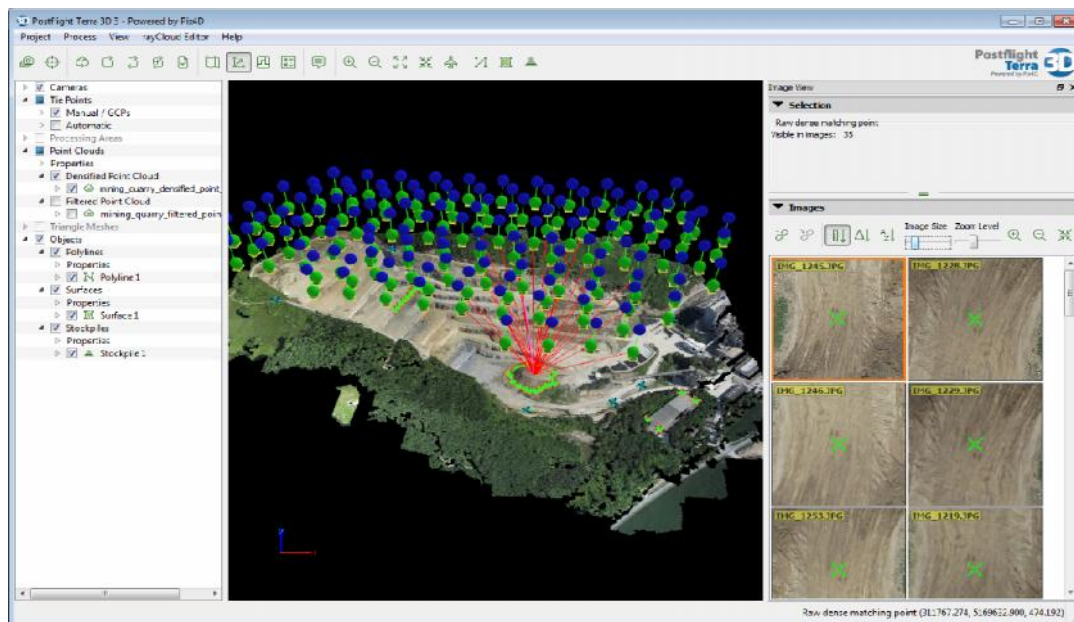 Postflight Terra 3D 3 - Powered by Pix4D
Project Process View rayCloud Editor Help
Postflight
Terra
3D
Powered by Pix4D
Cameras
Tie Points
Manual / GCPs
Automatic
Processing Areas
Point Clouds
Properties
Densified Point Cloud
mining_quarry_densified_point_
Filtered Point Cloud
mining_quarry_filtered_poin
Triangle Meshes
Objects
Polylines
Properties
Polyline 1
Surfaces
Properties
Surface 1
Stockpiles
Properties
Stockpile 1
Image View
Selection
Raw dense matching point
Visible in images: 35
Images
Image Size Zoom Level
IMG_1245.JPG
IMG_1228.JPG
IMG_1246.JPG
IMG_1229.JPG
IMG_1253.JPG
IMG_1219.JPG
Raw dense matching point (311767.274, 5169632.900, 474.192)